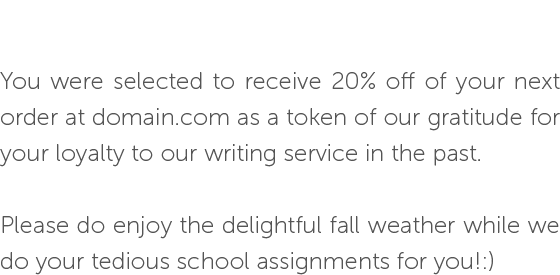 You were selected to receive 20% off of your next
order at domain.com as a token of our gratitude for
your loyalty to our writing service in the past.
Please do enjoy the delightful fall weather while we
do your tedious school assignments for you!:)